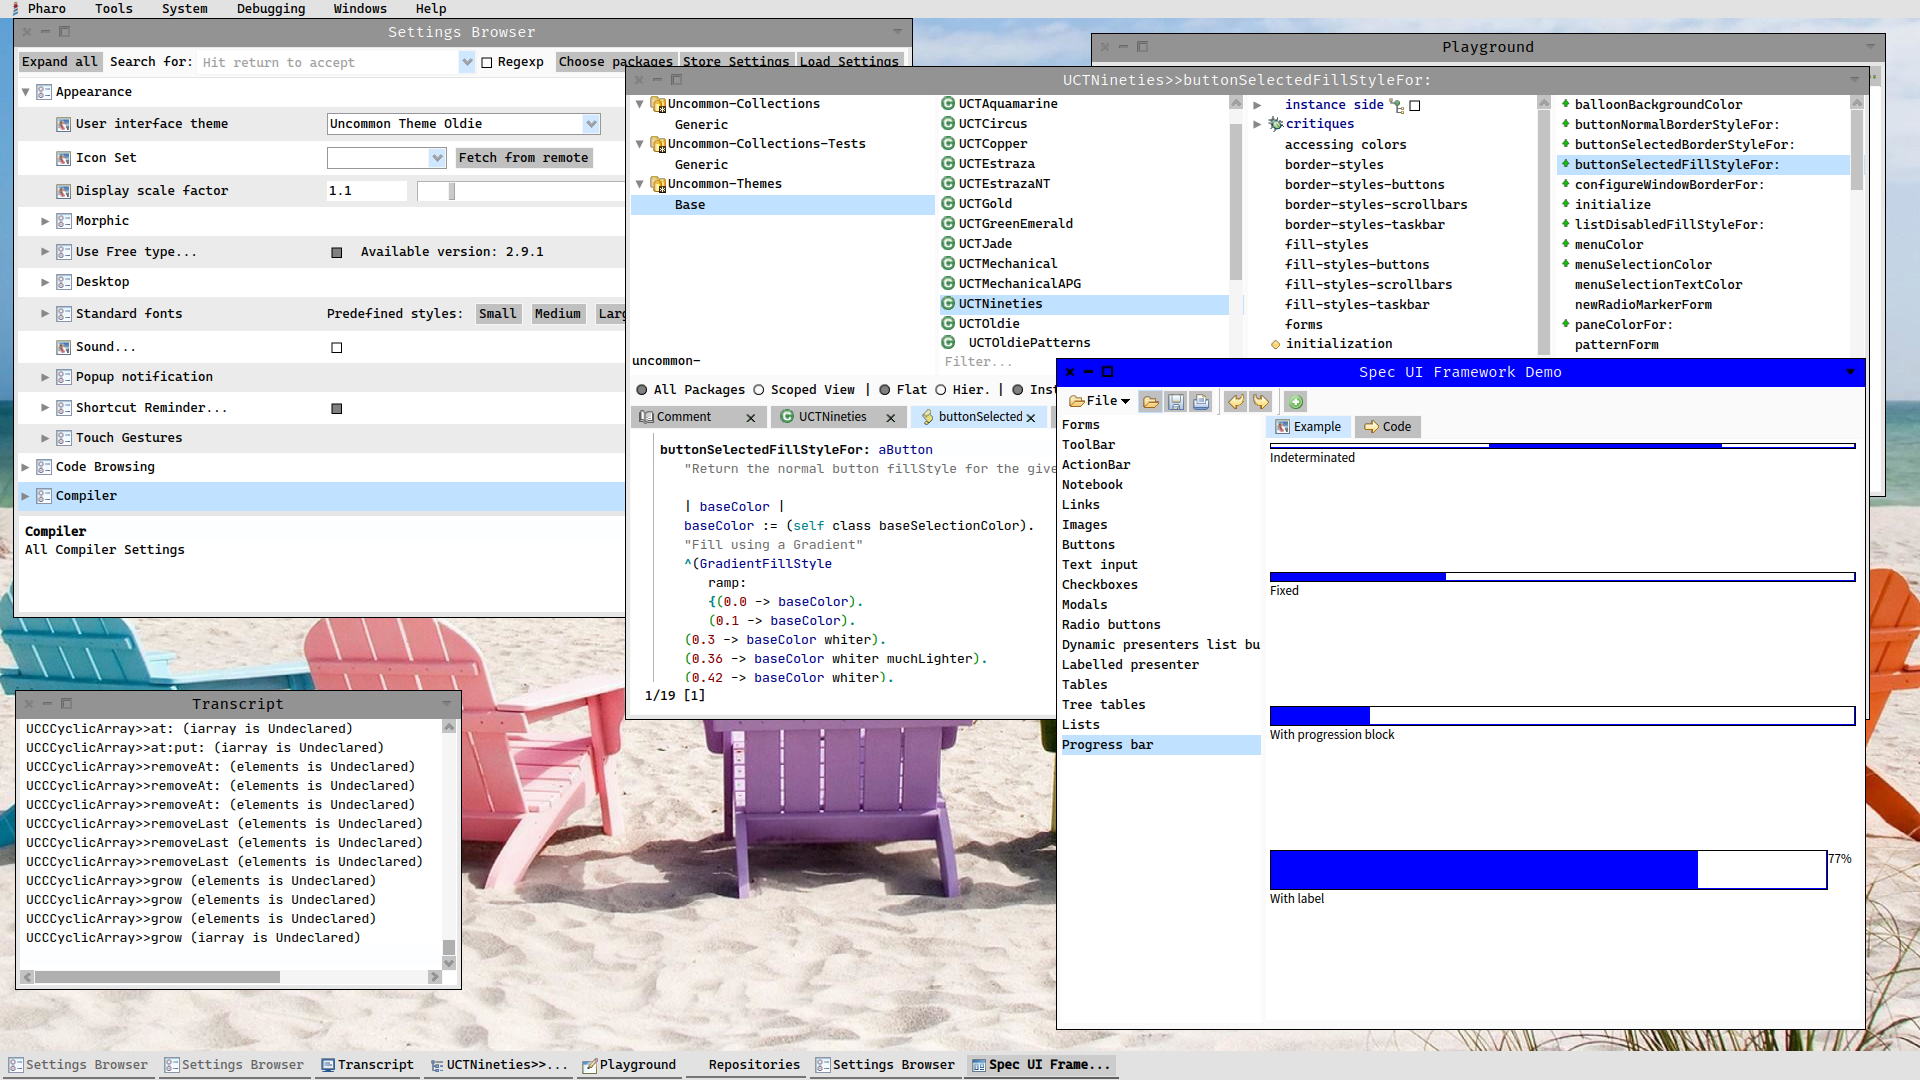 Pharo Tools System Debugging Windows Help
Settings Browser
Expand all Search for: Hit return to accept Regexp Choose packages Store Settings Load Settings
Appearance
User interface theme Uncommon Theme Oldie
Icon Set Fetch from remote
Display scale factor 1.1
Morphic
Use Free type... Available version: 2.9.1
Desktop
Standard fonts Predefined styles: Small Medium Larg
Sound...
Popup notification
Shortcut Reminder...
Touch Gestures
Code Browsing
Compiler
Compiler
All Compiler Settings
Playground
UCTNineties>>buttonSelectedFillStyleFor:
Uncommon-Collections
Generic
Uncommon-Collections-Tests
Generic
Uncommon-Themes
Base
uncommon-
UCTAquamarine
UCTCircus
UCTCopper
UCTEstraza
UCTEstrazaNT
UCTGold
UCTGreenEmerald
UCTJade
UCTMechanical
UCTMechanicalAPG
UCTNineties
UCTOldie
UCTOldiePatterns
Filter...
instance side
critiques
accessing colors
border-styles
border-styles-buttons
border-styles-scrollbars
border-styles-taskbar
fill-styles
fill-styles-buttons
fill-styles-scrollbars
fill-styles-taskbar
forms
initialization
balloonBackgroundColor
buttonNormalBorderStyleFor:
buttonSelectedBorderStyleFor:
buttonSelectedFillStyleFor:
configureWindowBorderFor:
initialize
listDisabledFillStyleFor:
menuColor
menuSelectionColor
menuSelectionTextColor
newRadioMarkerForm
paneColorFor:
patternForm
All Packages Scoped View | Flat Hier. | Inst
Comment UCTNineties buttonSelected
buttonSelectedFillStyleFor: aButton
"Return the normal button fillStyle for the give
| baseColor |
baseColor := (self class baseSelectionColor).
"Fill using a Gradient"
^(GradientFillStyle
ramp:
{(0.0 -> baseColor).
(0.1 -> baseColor).
(0.3 -> baseColor whiter).
(0.36 -> baseColor whiter muchLighter).
(0.42 -> baseColor whiter).
1/19 [1]
Spec UI Framework Demo
File
Forms
ToolBar
ActionBar
Notebook
Links
Images
Buttons
Text input
Checkboxes
Modals
Radio buttons
Dynamic presenters list bu
Labelled presenter
Tables
Tree tables
Lists
Progress bar
Example Code
Indeterminated
Fixed
With progression block
77%
With label
Transcript
UCCCyclicArray>>at: (iarray is Undeclared)
UCCCyclicArray>>at:put: (iarray is Undeclared)
UCCCyclicArray>>removeAt: (elements is Undeclared)
UCCCyclicArray>>removeAt: (elements is Undeclared)
UCCCyclicArray>>removeAt: (elements is Undeclared)
UCCCyclicArray>>removeLast (elements is Undeclared)
UCCCyclicArray>>removeLast (elements is Undeclared)
UCCCyclicArray>>removeLast (elements is Undeclared)
UCCCyclicArray>>grow (elements is Undeclared)
UCCCyclicArray>>grow (elements is Undeclared)
UCCCyclicArray>>grow (elements is Undeclared)
UCCCyclicArray>>grow (iarray is Undeclared)
Settings Browser Settings Browser Transcript UCTNineties>>... Playground Repositories Settings Browser Spec UI Frame...